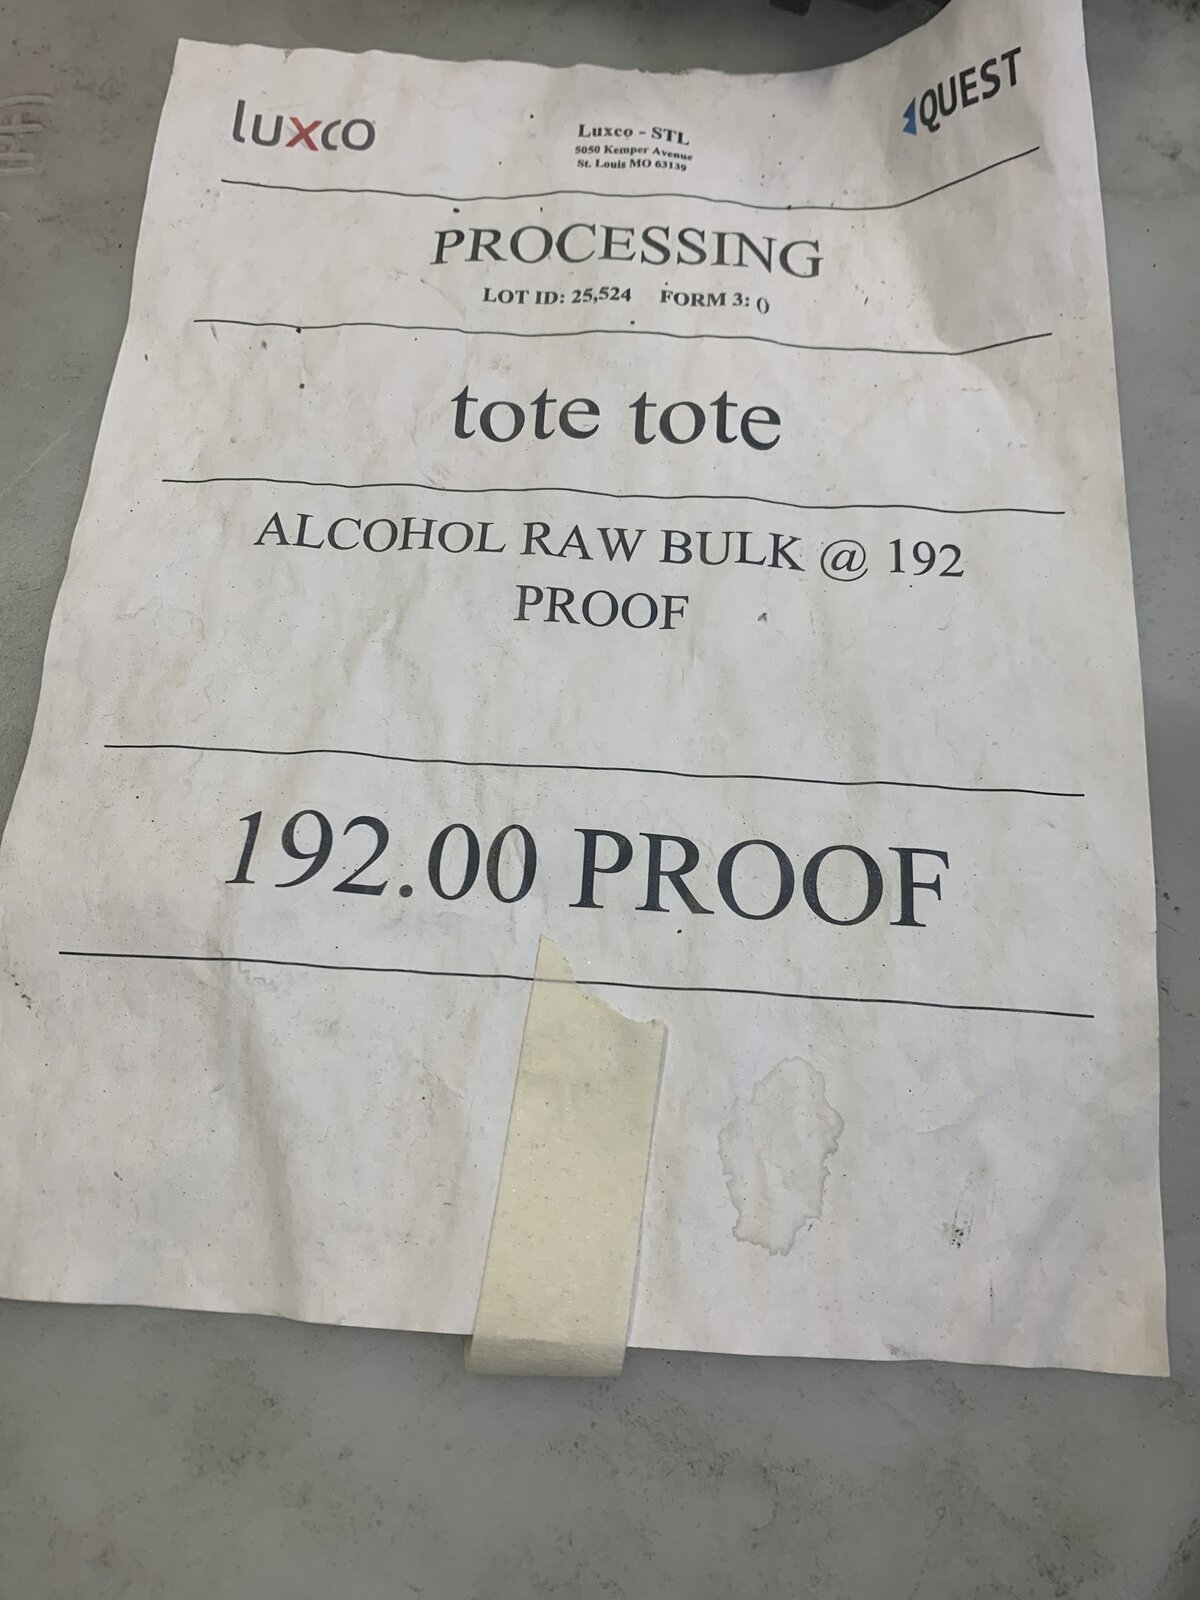 luxco
QUEST
Luxco - STL
5050 Kemper Avenue
St. Louis MO 63139
PROCESSING
LOT ID: 25,524 FORM 3: ()
tote tote
ALCOHOL RAW BULK @ 192
PROOF
192.00 PROOF